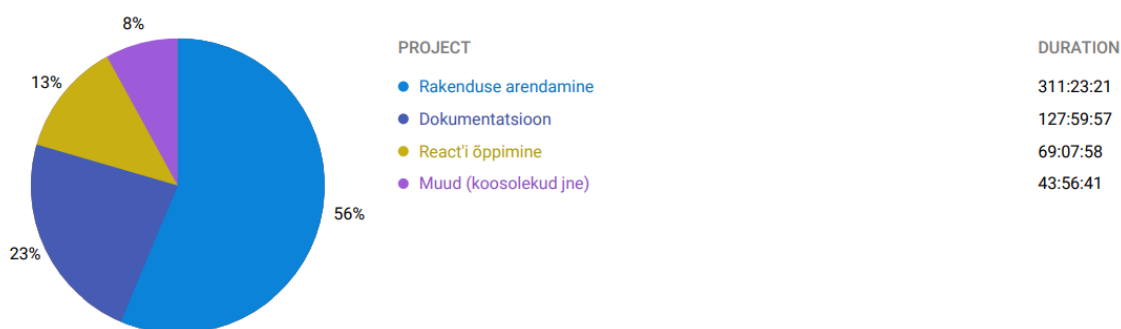 8%
13%
23%
56%
PROJECT DURATION
Rakenduse arendamine 311:23:21
Dokumentatsioon 127:59:57
React'i õppimine 69:07:58
Muud (koosolekud jne) 43:56:41